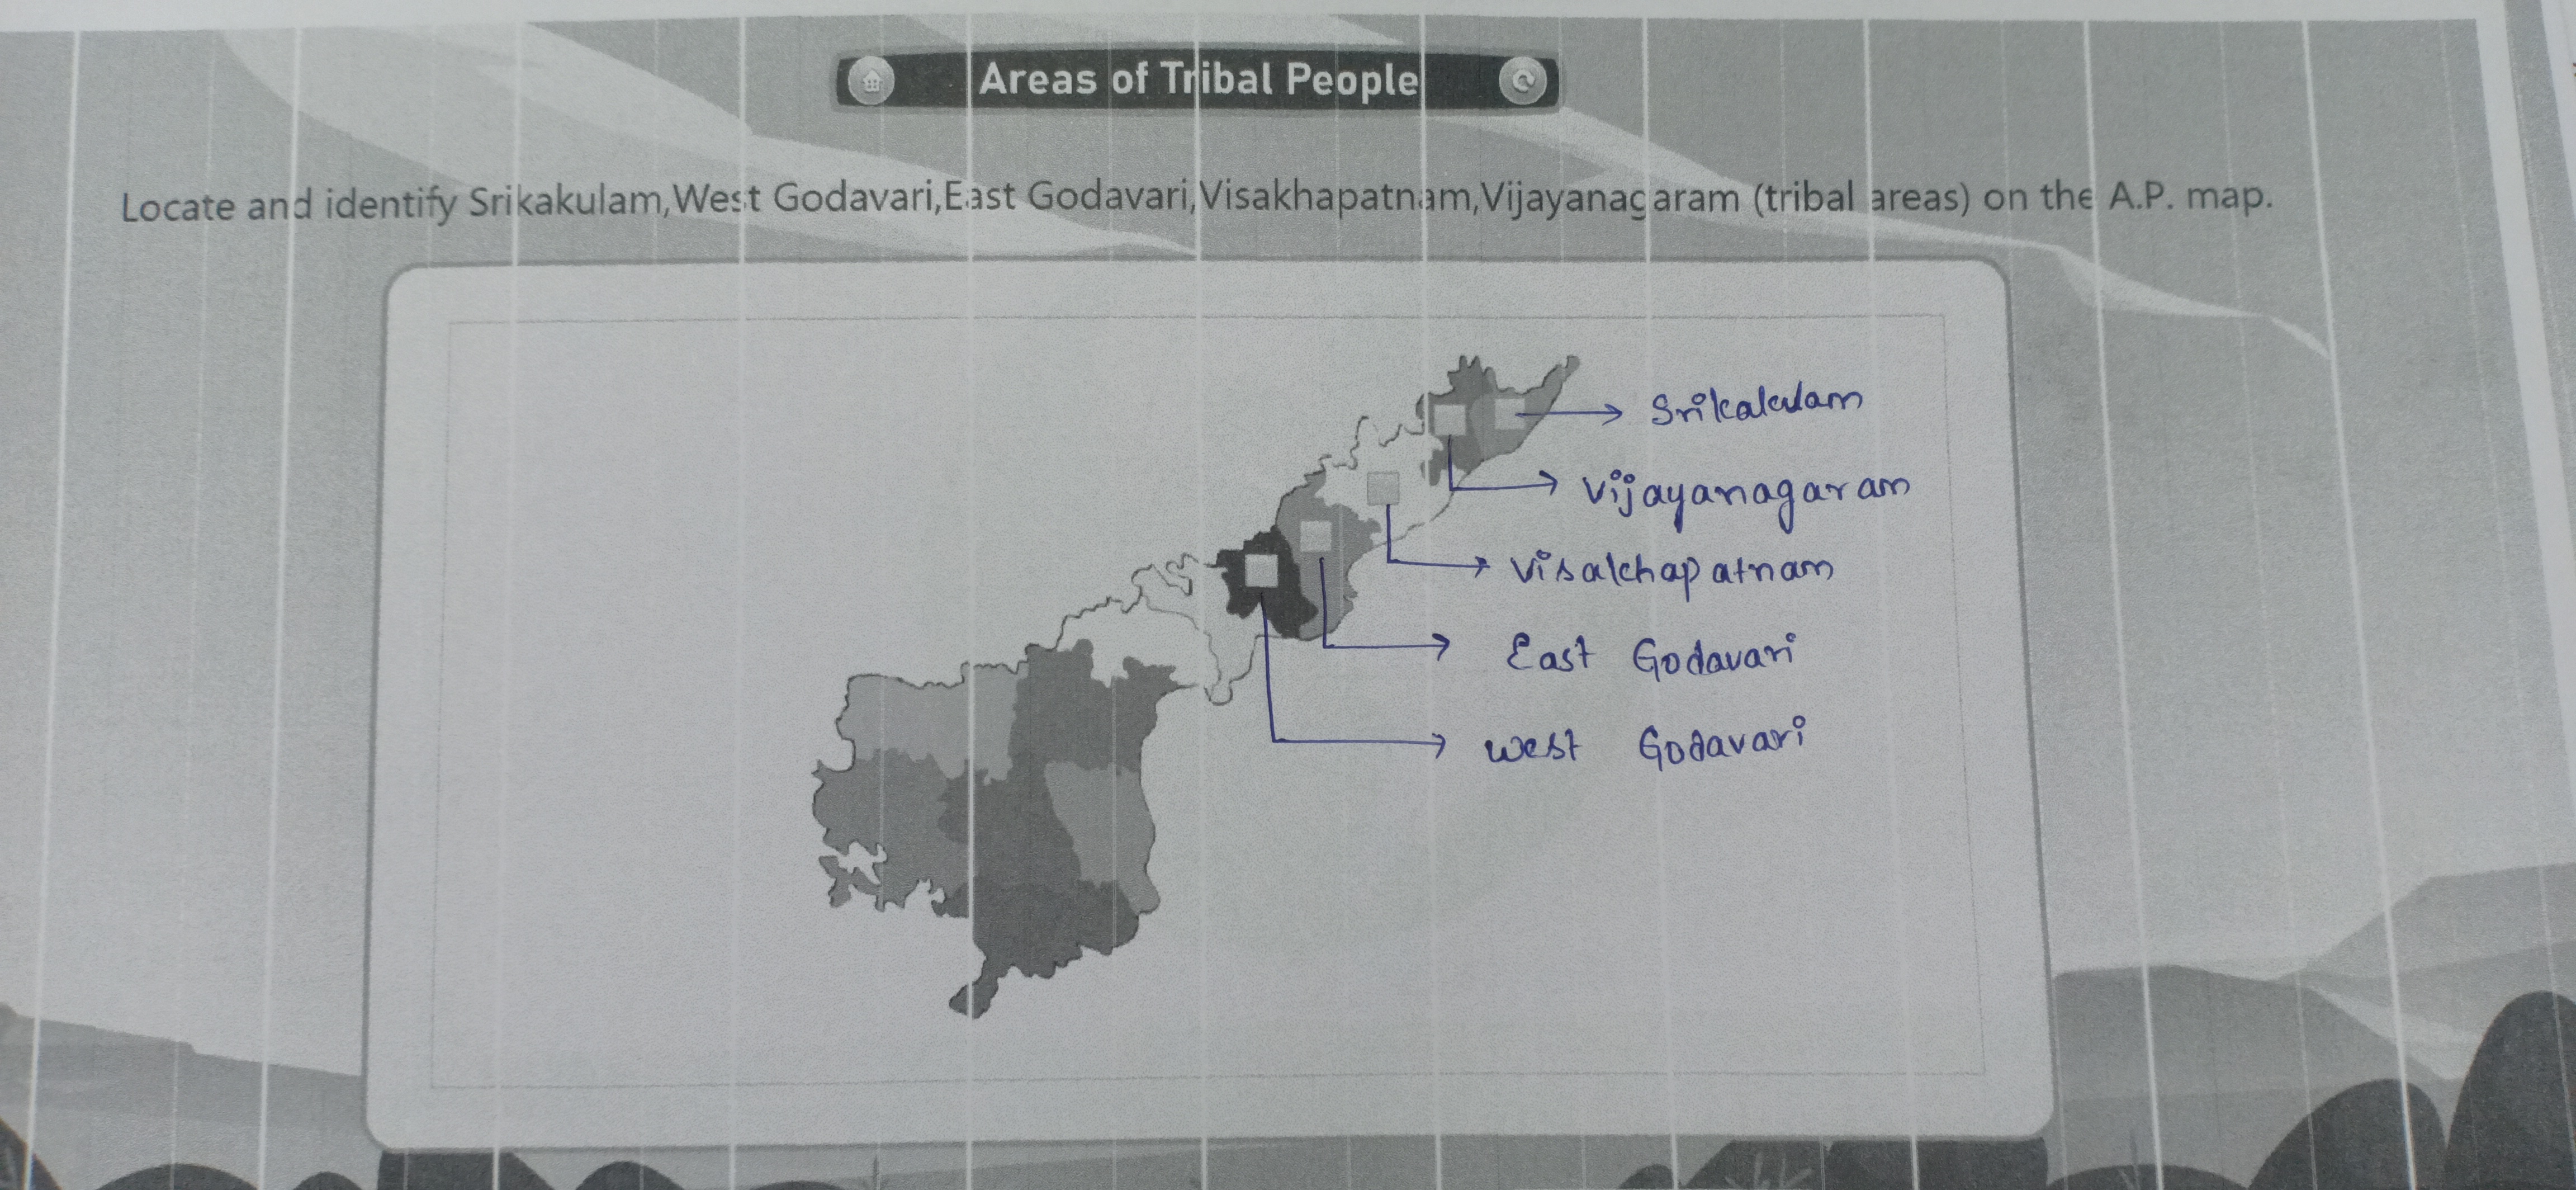 Areas of Tribal People
Locate and identify Srikakulam,West Godavari,East Godavari,Visakhapatnam,Vijayanagaram (tribal areas) on the A.P. map.
Srikakulam
Vijayanagaram
Visakhapatnam
East Godavari
West Godavari